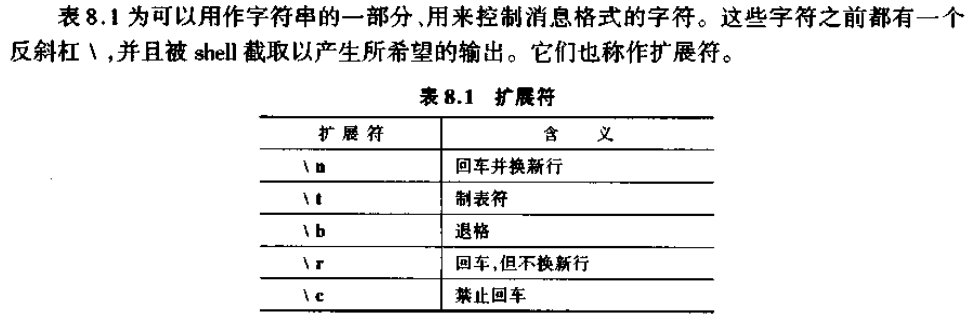 表8.1为可以用作字符串的一部分、用来控制消息格式的字符。这些字符之前都有一个
反斜杠\,并且被 shell 截取以产生所希望的输出。它们也称作扩展符。
表8.1 扩展符
扩展符 含 义
\n 回车并换新行
\t 制表符
\b 退格
\r 回车,但不换新行
\c 禁止回车